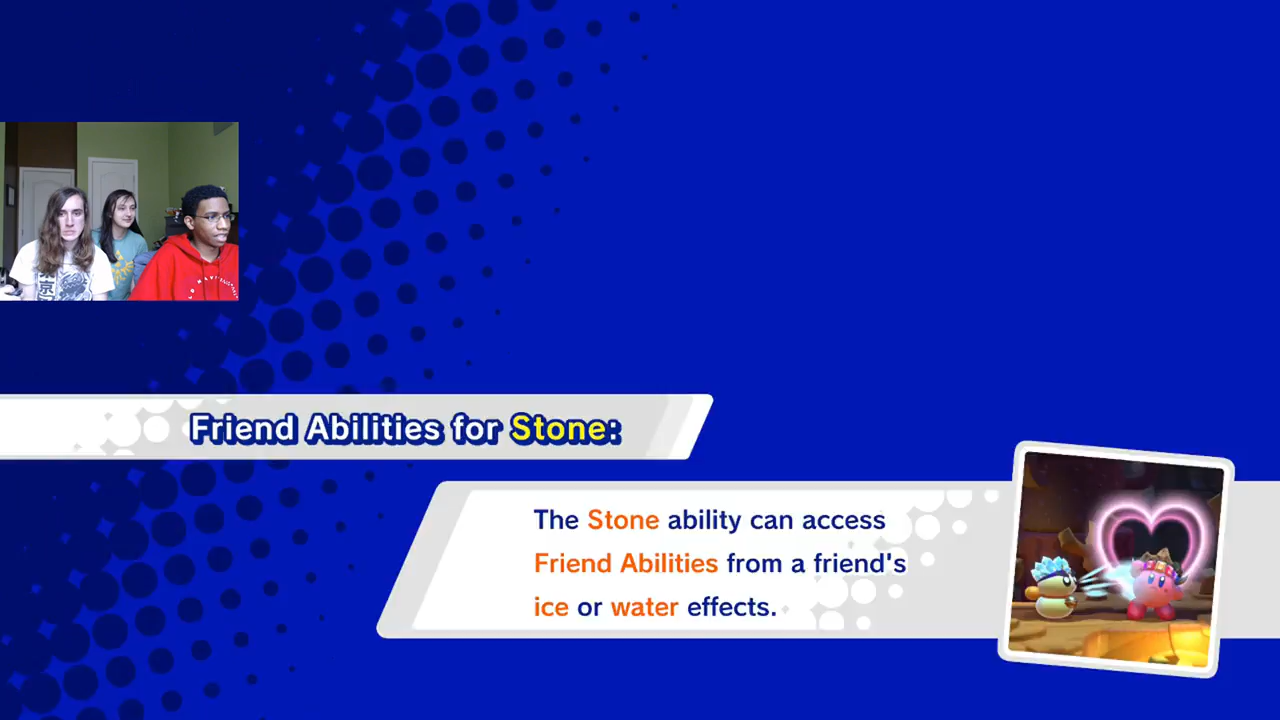 Friend Abilities for Stone:
The Stone ability can access
Friend Abilities from a friend's
ice or water effects.